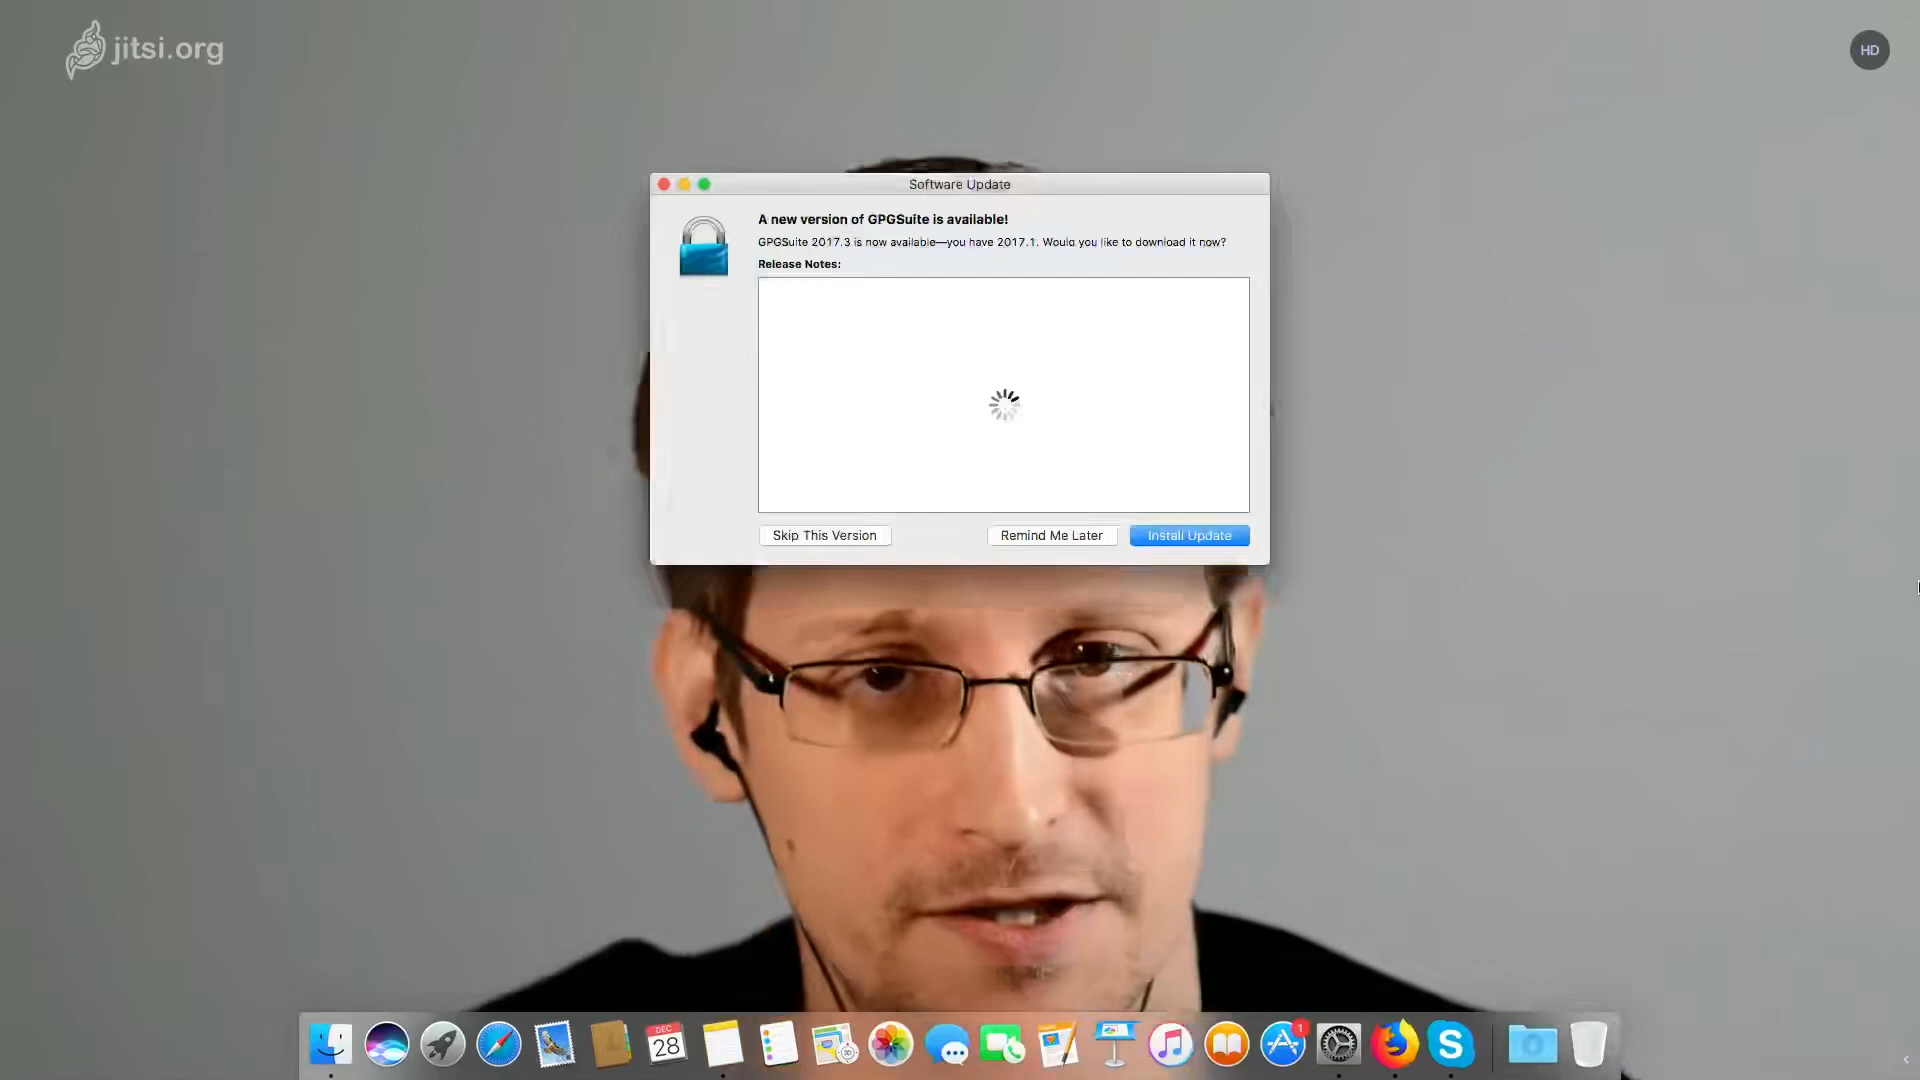 jitsi.org
HD
Software Update
A new version of GPGSuite is available!
GPGSuite 2017.3 is now available—you have 2017.1. Would you like to download it now?
Release Notes:
Skip This Version
Remind Me Later
Install Update
DEC
28
30
1
S